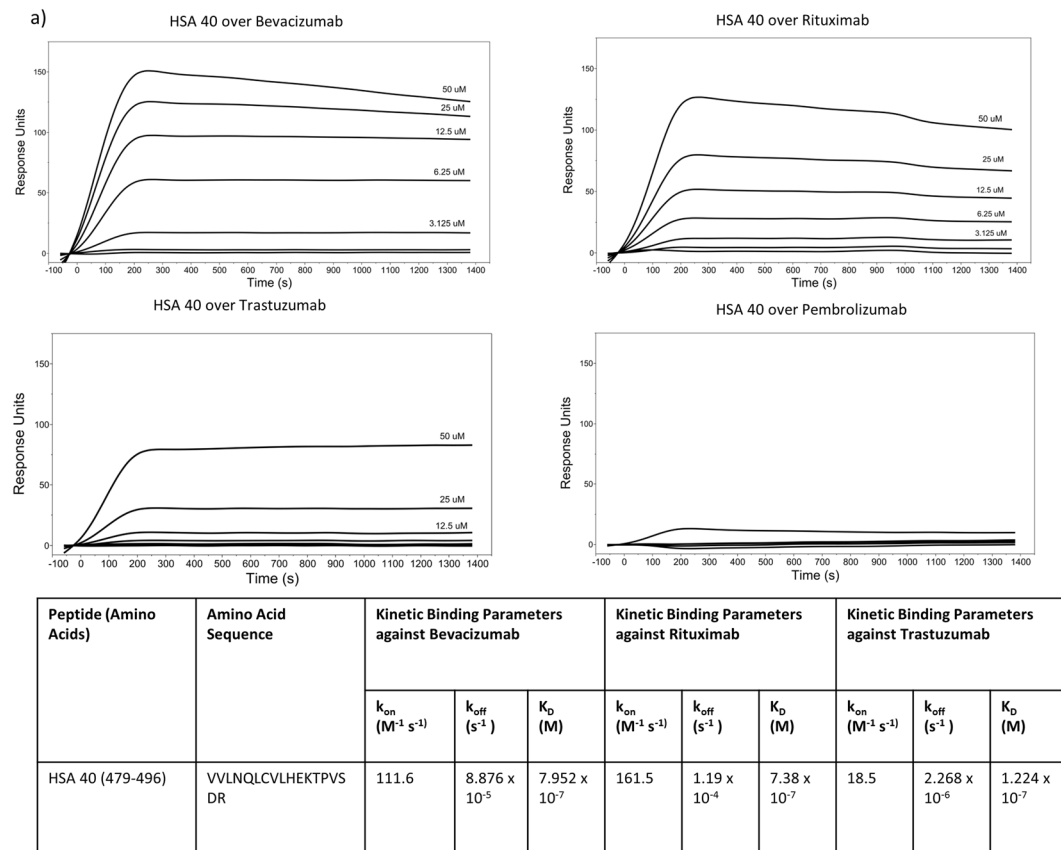 a)
HSA 40 over Bevacizumab
Response Units
150
100
50
0
50 uM
25 uM
12.5 uM
6.25 uM
3.125 uM
-100 0 100 200 300 400 500 600 700 800 900 1000 1100 1200 1300 1400
Time (s)
HSA 40 over Rituximab
Response Units
150
100
50
0
50 uM
25 uM
12.5 uM
6.25 uM
3.125 uM
-100 0 100 200 300 400 500 600 700 800 900 1000 1100 1200 1300 1400
Time (s)
HSA 40 over Trastuzumab
Response Units
150
100
50
0
50 uM
25 uM
12.5 uM
-100 0 100 200 300 400 500 600 700 800 900 1000 1100 1200 1300 1400
Time (s)
HSA 40 over Pembrolizumab
Response Units
150
100
50
0
-100 0 100 200 300 400 500 600 700 800 900 1000 1100 1200 1300 1400
Time (s)
Peptide (Amino
Acids)
Amino Acid
Sequence
Kinetic Binding Parameters
against Bevacizumab
Kinetic Binding Parameters
against Rituximab
Kinetic Binding Parameters
against Trastuzumab
k_on
(M⁻¹ s⁻¹)
k_off
(s⁻¹ )
K_D
(M)
k_on
(M⁻¹ s⁻¹)
k_off
(s⁻¹ )
K_D
(M)
k_on
(M⁻¹ s⁻¹)
k_off
(s⁻¹ )
K_D
(M)
HSA 40 (479-496)
VVLNQLCVLHEKTPVS
DR
111.6
8.876 x
10⁻⁵
7.952 x
10⁻⁷
161.5
1.19 x
10⁻⁴
7.38 x
10⁻⁷
18.5
2.268 x
10⁻⁶
1.224 x
10⁻⁷